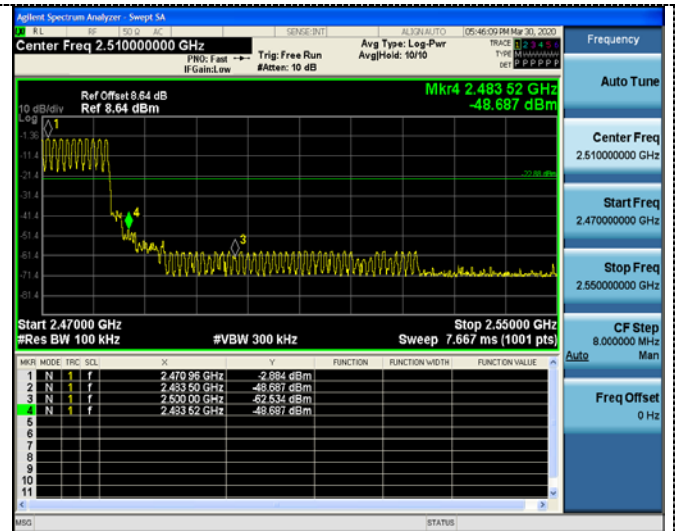 Agilent Spectrum Analyzer - Swept SA
RL RF 50 Ω AC SENSE:INT ALIGN AUTO 05:46:09 PM Mar 30, 2020
Center Freq 2.510000000 GHz
PNO: Fast
IFGain:Low
Trig: Free Run
#Atten: 10 dB
Avg Type: Log-Pwr
Avg|Hold: 10/10
TRACE 1 2 3 4 5 6
TYPE M
DET P P P P P P
Mkr4 2.483 52 GHz
-48.687 dBm
Ref Offset 8.64 dB
Ref 8.64 dBm
10 dB/div
Log
-1.36
-11.4
-21.4
-31.4
-41.4
-51.4
-61.4
-71.4
-81.4
1
4
3
-22.88 dBm
Start 2.47000 GHz
#Res BW 100 kHz
#VBW 300 kHz
Stop 2.55000 GHz
Sweep 7.667 ms (1001 pts)
MKR MODE TRC SCL X Y FUNCTION FUNCTION WIDTH FUNCTION VALUE
1 N 1 f 2.470 96 GHz -2.884 dBm
2 N 1 f 2.483 50 GHz -48.687 dBm
3 N 1 f 2.500 00 GHz -62.534 dBm
4 N 1 f 2.483 52 GHz -48.687 dBm
5
6
7
8
9
10
11
MSG STATUS
Frequency
Auto Tune
Center Freq
2.510000000 GHz
Start Freq
2.470000000 GHz
Stop Freq
2.550000000 GHz
CF Step
8.000000 MHz
Auto Man
Freq Offset
0 Hz